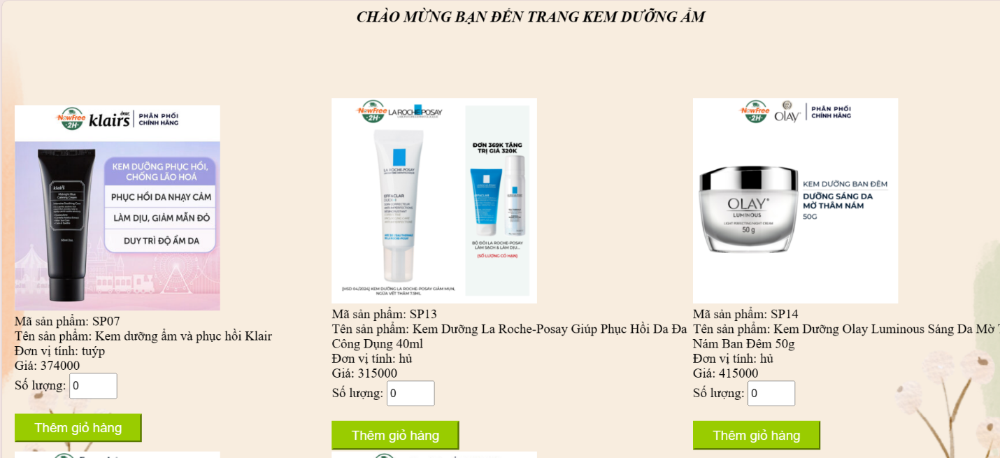 CHÀO MỪNG BẠN ĐẾN TRANG KEM DƯỠNG ẨM
NowFree
2H
dear,
klairs
PHÂN PHỐI
CHÍNH HÃNG
KEM DƯỠNG PHỤC HỒI,
CHỐNG LÃO HOÁ
PHỤC HỒI DA NHẠY CẢM
LÀM DỊU, GIẢM MẨN ĐỎ
DUY TRÌ ĐỘ ẨM DA
klairs
Midnight Blue
Calming Cream
Mã sản phẩm: SP07
Tên sản phẩm: Kem dưỡng ẩm và phục hồi Klair
Đơn vị tính: tuýp
Giá: 374000
Số lượng: 0
Thêm giỏ hàng
NowFree
2H
LA ROCHE POSAY
LABORATOIRE DERMATOLOGIQUE
ĐƠN 369K TẶNG
TRỊ GIÁ 320K
LA ROCHE-POSAY
EFFACLAR
BỘ ĐÔI LA ROCHE-POSAY
LÀM SẠCH & LÀM DỊU...
(SỐ LƯỢNG CÓ HẠN)
[HSD 04/2024] KEM DƯỠNG LA ROCHE-POSAY GIẢM MỤN,
NGỪA VẾT THÂM 7.5ML
Mã sản phẩm: SP13
Tên sản phẩm: Kem Dưỡng La Roche-Posay Giúp Phục Hồi Da Đa
Công Dụng 40ml
Đơn vị tính: hủ
Giá: 315000
Số lượng: 0
Thêm giỏ hàng
NowFree
2H
OLAY
PHÂN PHỐI
CHÍNH HÃNG
KEM DƯỠNG BAN ĐÊM
DƯỠNG SÁNG DA
MỜ THÂM NÁM
50G
OLAY
LUMINOUS
LIGHT PERFECTING NIGHT CREAM
50 g
Mã sản phẩm: SP14
Tên sản phẩm: Kem Dưỡng Olay Luminous Sáng Da Mờ
Nám Ban Đêm 50g
Đơn vị tính: hủ
Giá: 415000
Số lượng: 0
Thêm giỏ hàng